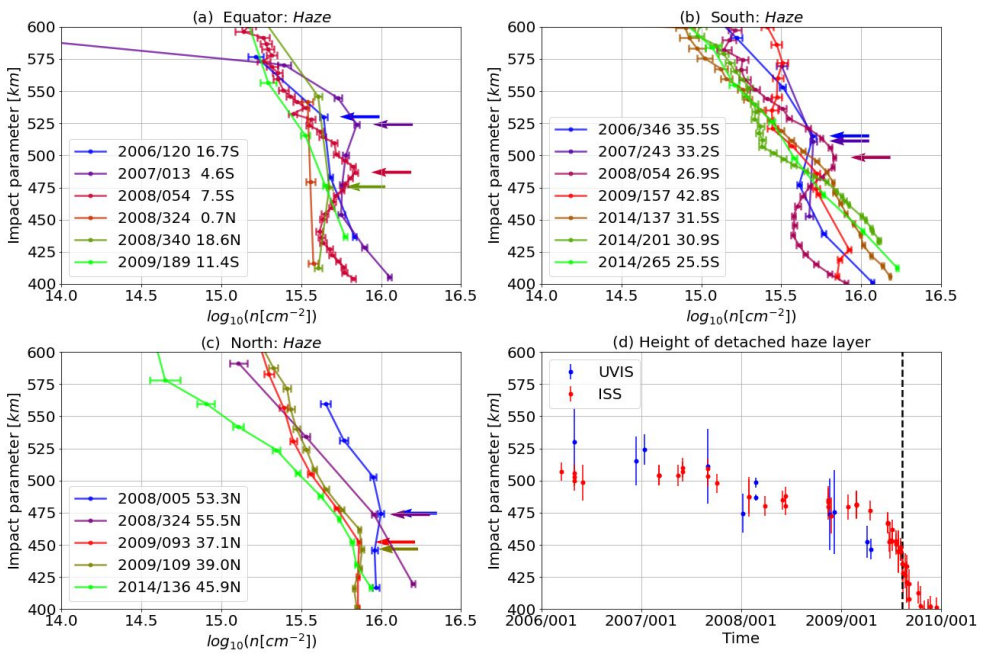 (a) Equator: Haze
Impact parameter [km]
600
575
550
525
500
475
450
425
400
2006/120 16.7S
2007/013 4.6S
2008/054 7.5S
2008/324 0.7N
2008/340 18.6N
2009/189 11.4S
14.0 14.5 15.0 15.5 16.0 16.5
log10(n[cm−2])
(b) South: Haze
Impact parameter [km]
600
575
550
525
500
475
450
425
400
2006/346 35.5S
2007/243 33.2S
2008/054 26.9S
2009/157 42.8S
2014/137 31.5S
2014/201 30.9S
2014/265 25.5S
14.0 14.5 15.0 15.5 16.0 16.5
log10(n[cm−2])
(c) North: Haze
Impact parameter [km]
600
575
550
525
500
475
450
425
400
2008/005 53.3N
2008/324 55.5N
2009/093 37.1N
2009/109 39.0N
2014/136 45.9N
14.0 14.5 15.0 15.5 16.0 16.5
log10(n[cm−2])
(d) Height of detached haze layer
Impact parameter [km]
600
575
550
525
500
475
450
425
400
UVIS
ISS
2006/001 2007/001 2008/001 2009/001 2010/001
Time